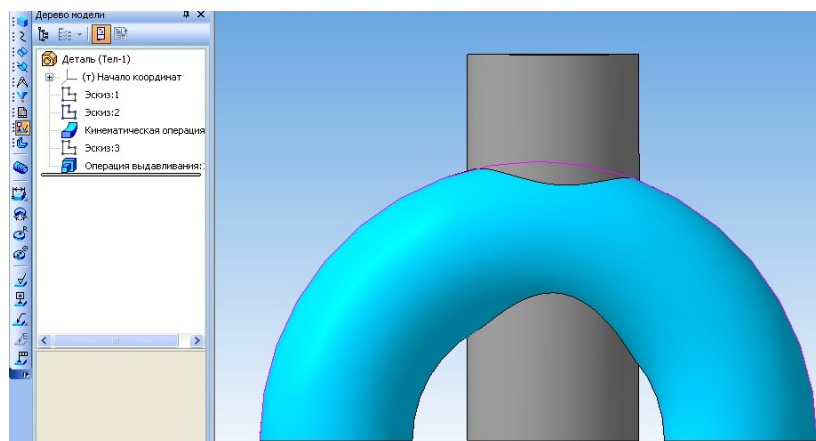 Дерево модели
Деталь (Тел-1)
(т) Начало координат
Эскиз:1
Эскиз:2
Кинематическая операция
Эскиз:3
Операция выдавливания: